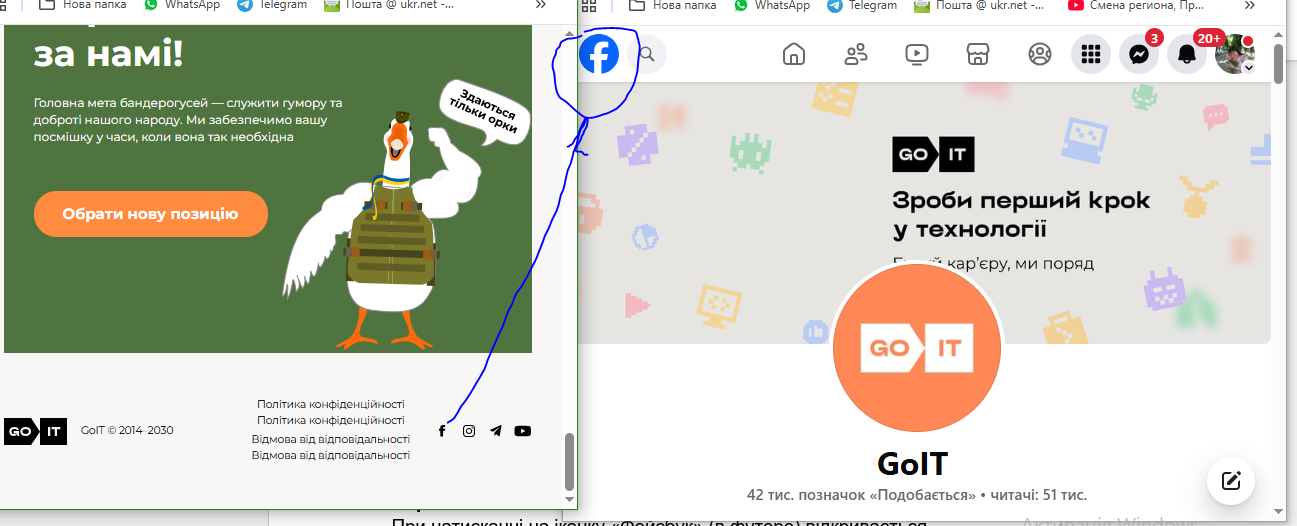 Нова папка
WhatsApp
Telegram
Пошта @ ukr.net -...
»
за намі!
Головна мета бандерогусей — служити гумору та
доброті нашого народу. Ми забезпечимо вашу
посмішку у часи, коли вона так необхідна
Здаються
тільки орки
Обрати нову позицію
GO IT
GoIT © 2014-2030
Політика конфіденційності
Політика конфіденційності
Відмова від відповідальності
Відмова від відповідальності
Нова папка
WhatsApp
Telegram
Пошта @ ukr.net -...
Смена региона, Пр...
»
3
20+
GO IT
Зроби перший крок
у технології
кар’єру, ми поряд
GO IT
GoIT
42 тис. позначок «Подобається» • читачі: 51 тис.
При натисканні на іконку «Фейсбук» (в футере) відкривається
Активація Windows